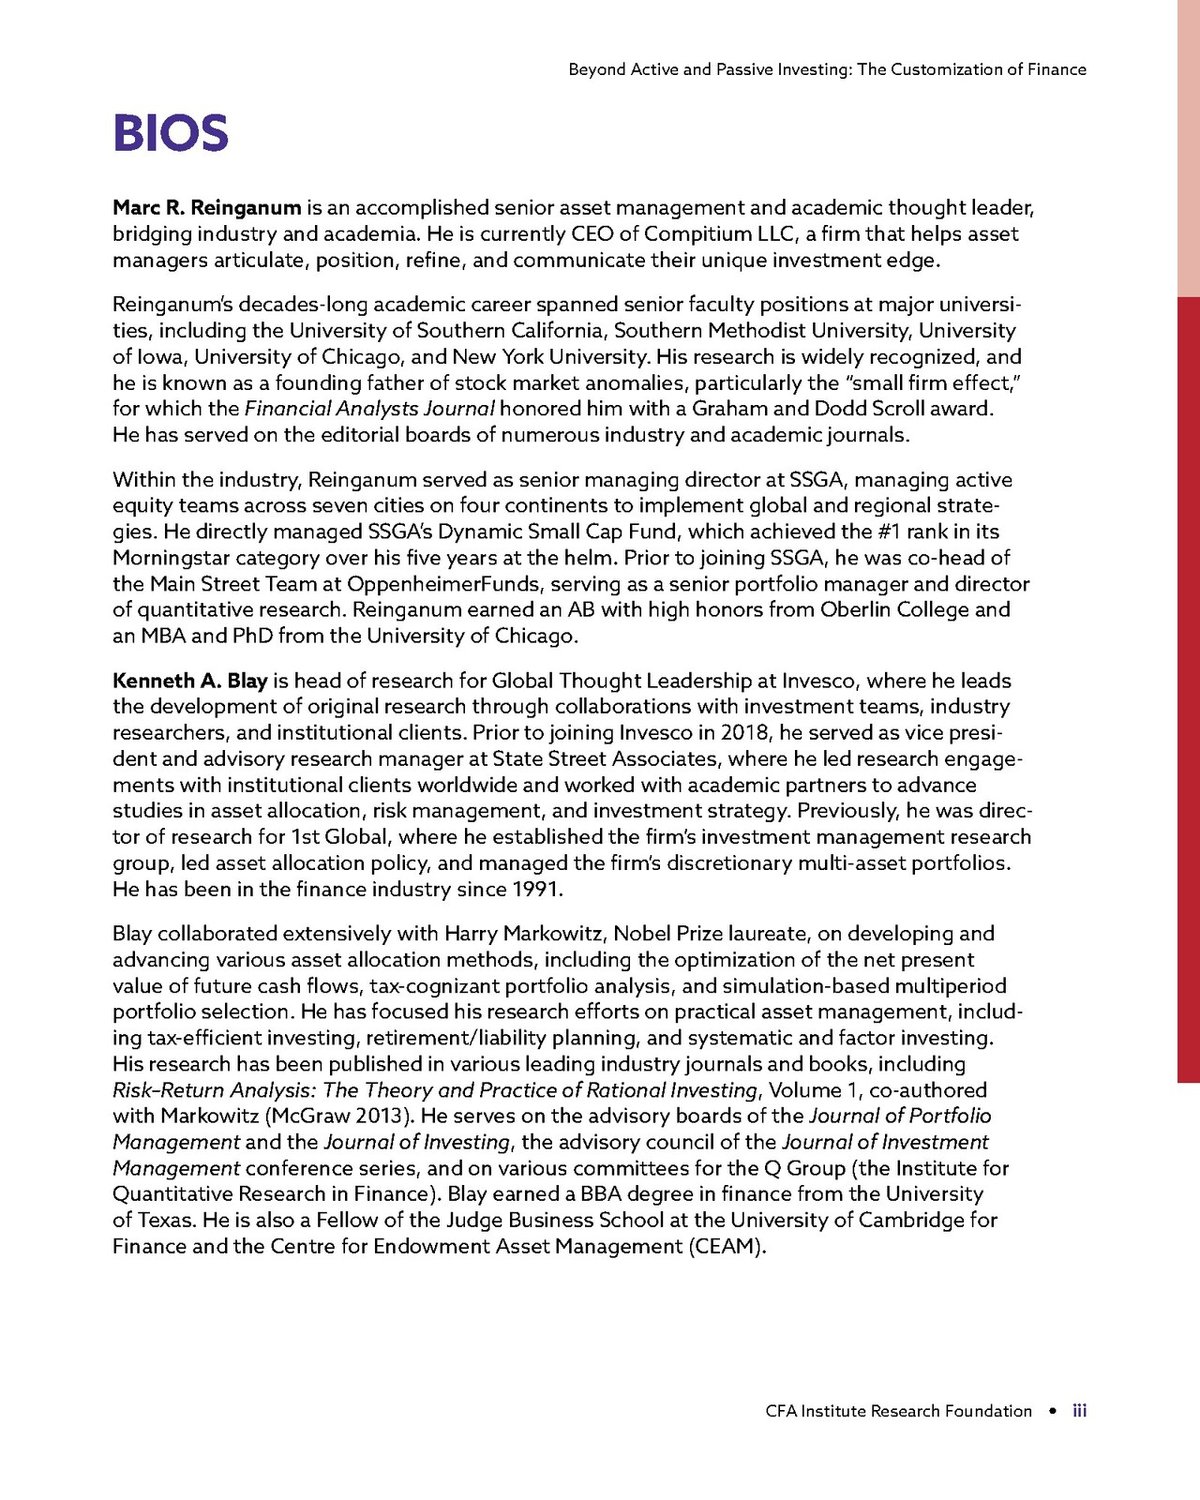 Beyond Active and Passive Investing: The Customization of Finance
BIOS
Marc R. Reinganum is an accomplished senior asset management and academic thought leader,
bridging industry and academia. He is currently CEO of Compitium LLC, a firm that helps asset
managers articulate, position, refine, and communicate their unique investment edge.
Reinganum’s decades-long academic career spanned senior faculty positions at major universi-
ties, including the University of Southern California, Southern Methodist University, University
of Iowa, University of Chicago, and New York University. His research is widely recognized, and
he is known as a founding father of stock market anomalies, particularly the “small firm effect,”
for which the Financial Analysts Journal honored him with a Graham and Dodd Scroll award.
He has served on the editorial boards of numerous industry and academic journals.
Within the industry, Reinganum served as senior managing director at SSGA, managing active
equity teams across seven cities on four continents to implement global and regional strate-
gies. He directly managed SSGA’s Dynamic Small Cap Fund, which achieved the #1 rank in its
Morningstar category over his five years at the helm. Prior to joining SSGA, he was co-head of
the Main Street Team at OppenheimerFunds, serving as a senior portfolio manager and director
of quantitative research. Reinganum earned an AB with high honors from Oberlin College and
an MBA and PhD from the University of Chicago.
Kenneth A. Blay is head of research for Global Thought Leadership at Invesco, where he leads
the development of original research through collaborations with investment teams, industry
researchers, and institutional clients. Prior to joining Invesco in 2018, he served as vice presi-
dent and advisory research manager at State Street Associates, where he led research engage-
ments with institutional clients worldwide and worked with academic partners to advance
studies in asset allocation, risk management, and investment strategy. Previously, he was direc-
tor of research for 1st Global, where he established the firm’s investment management research
group, led asset allocation policy, and managed the firm’s discretionary multi-asset portfolios.
He has been in the finance industry since 1991.
Blay collaborated extensively with Harry Markowitz, Nobel Prize laureate, on developing and
advancing various asset allocation methods, including the optimization of the net present
value of future cash flows, tax-cognizant portfolio analysis, and simulation-based multiperiod
portfolio selection. He has focused his research efforts on practical asset management, includ-
ing tax-efficient investing, retirement/liability planning, and systematic and factor investing.
His research has been published in various leading industry journals and books, including
Risk–Return Analysis: The Theory and Practice of Rational Investing, Volume 1, co-authored
with Markowitz (McGraw 2013). He serves on the advisory boards of the Journal of Portfolio
Management and the Journal of Investing, the advisory council of the Journal of Investment
Management conference series, and on various committees for the Q Group (the Institute for
Quantitative Research in Finance). Blay earned a BBA degree in finance from the University
of Texas. He is also a Fellow of the Judge Business School at the University of Cambridge for
Finance and the Centre for Endowment Asset Management (CEAM).
CFA Institute Research Foundation • iii